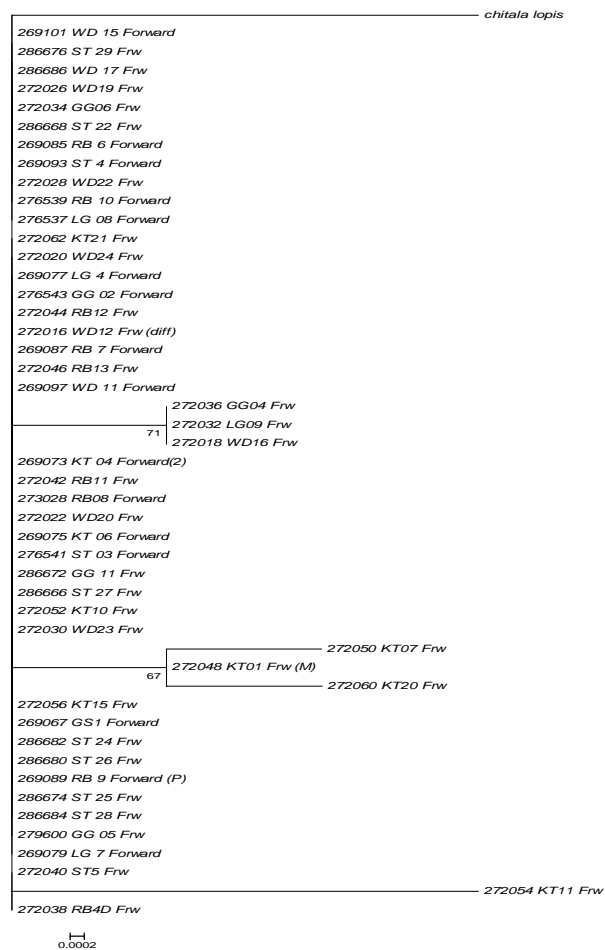 chitala lopis
269101 WD 15 Forward
286676 ST 29 Frw
286686 WD 17 Frw
272026 WD19 Frw
272034 GG06 Frw
286668 ST 22 Frw
269085 RB 6 Forward
269093 ST 4 Forward
272028 WD22 Frw
276539 RB 10 Forward
276537 LG 08 Forward
272062 KT21 Frw
272020 WD24 Frw
269077 LG 4 Forward
276543 GG 02 Forward
272044 RB12 Frw
272016 WD12 Frw (diff)
269087 RB 7 Forward
272046 RB13 Frw
269097 WD 11 Forward
272036 GG04 Frw
272032 LG09 Frw
71
272018 WD16 Frw
269073 KT 04 Forward(2)
272042 RB11 Frw
273028 RB08 Forward
272022 WD20 Frw
269075 KT 06 Forward
276541 ST 03 Forward
286672 GG 11 Frw
286666 ST 27 Frw
272052 KT10 Frw
272030 WD23 Frw
272050 KT07 Frw
272048 KT01 Frw (M)
67
272060 KT20 Frw
272056 KT15 Frw
269067 GS1 Forward
286682 ST 24 Frw
286680 ST 26 Frw
269089 RB 9 Forward (P)
286674 ST 25 Frw
286684 ST 28 Frw
279600 GG 05 Frw
269079 LG 7 Forward
272040 ST5 Frw
272054 KT11 Frw
272038 RB4D Frw
0.0002